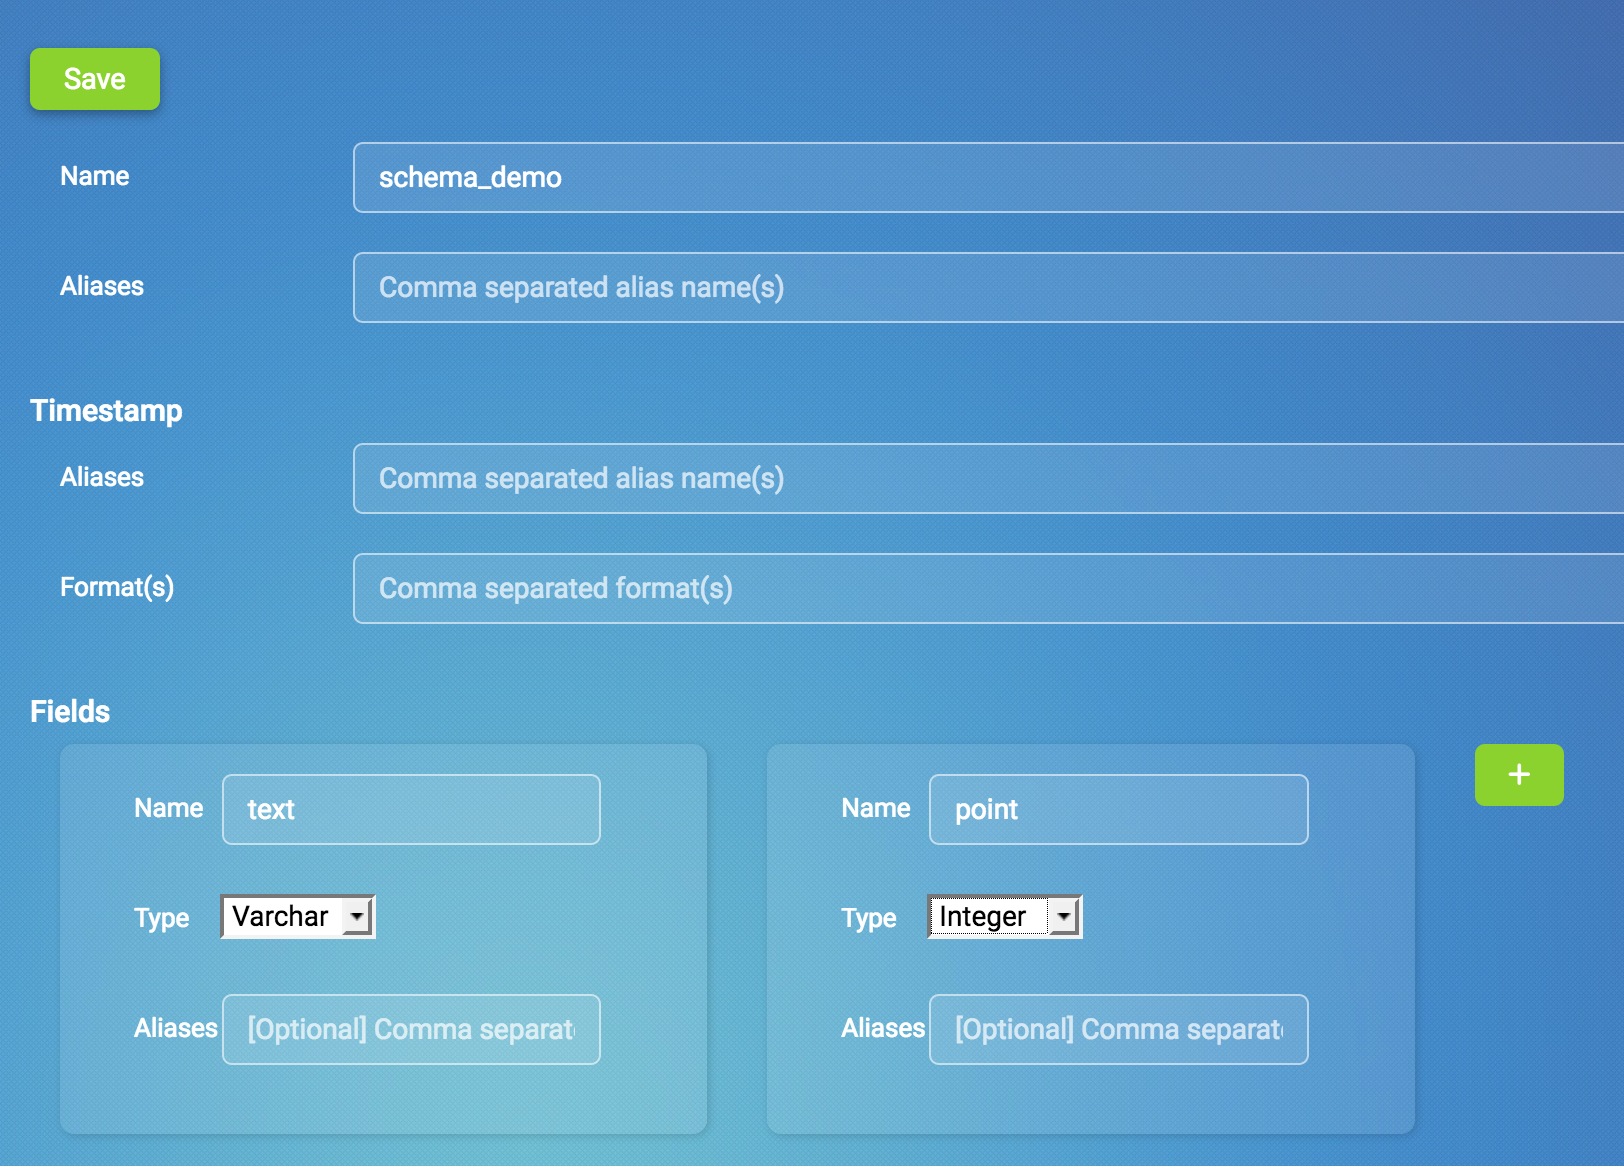 Save
Name schema_demo
Aliases Comma separated alias name(s)
Timestamp
Aliases Comma separated alias name(s)
Format(s) Comma separated format(s)
Fields
Name text
Type Varchar
Aliases [Optional] Comma separat
Name point
Type Integer
Aliases [Optional] Comma separat
+